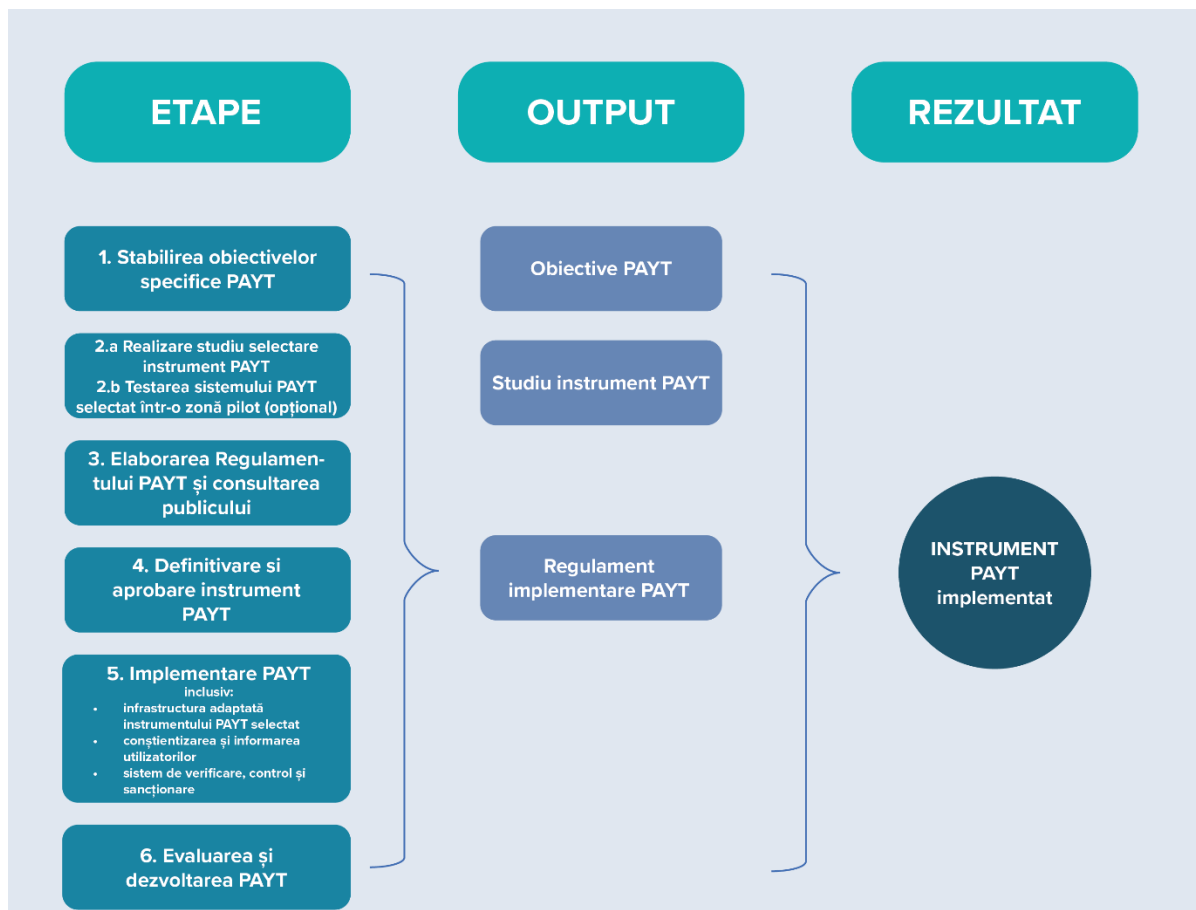 ETAPE
OUTPUT
REZULTAT
1. Stabilirea obiectivelor
specifice PAYT
2.a Realizare studiu selectare
instrument PAYT
2.b Testarea sistemului PAYT
selectat într-o zonă pilot (opțional)
3. Elaborarea Regulamen-
tului PAYT și consultarea
publicului
4. Definitivare si
aprobare instrument
PAYT
5. Implementare PAYT
inclusiv:
• infrastructura adaptată
instrumentului PAYT selectat
• conștientizarea și informarea
utilizatorilor
• sistem de verificare, control și
sancționare
6. Evaluarea și
dezvoltarea PAYT
Obiective PAYT
Studiu instrument PAYT
Regulament
implementare PAYT
INSTRUMENT
PAYT
implementat